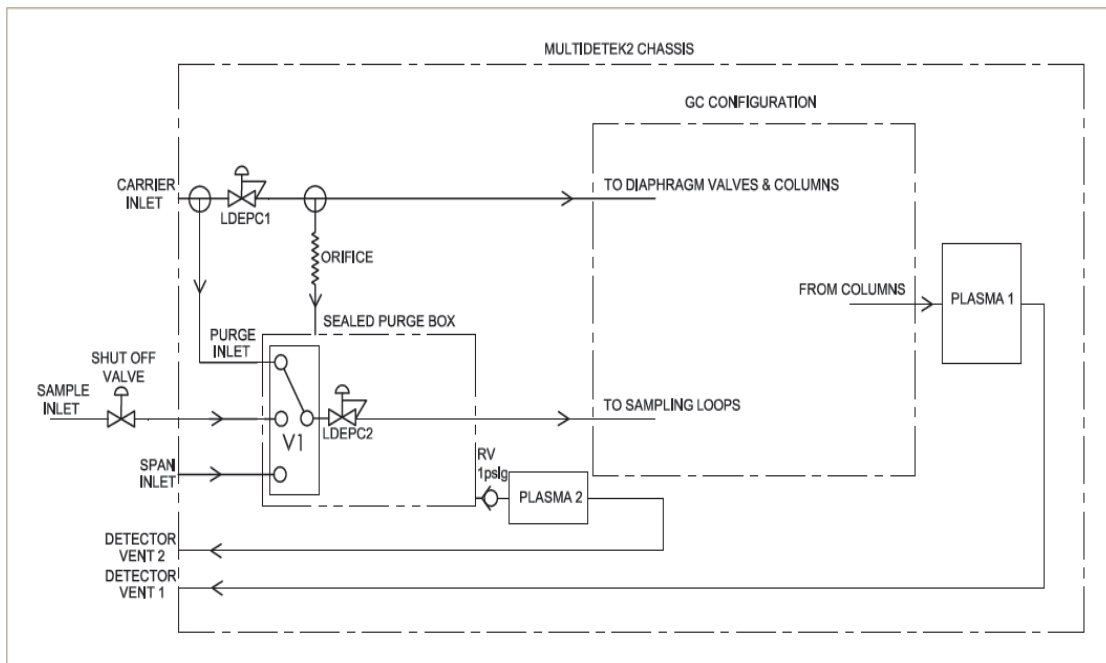 MULTIDETEK2 CHASSIS
GC CONFIGURATION
CARRIER
INLET
LDEPC1
TO DIAPHRAGM VALVES & COLUMNS
ORIFICE
FROM COLUMNS
PLASMA 1
SEALED PURGE BOX
PURGE
INLET
SHUT OFF
VALVE
SAMPLE
INLET
V1
LDEPC2
TO SAMPLING LOOPS
SPAN
INLET
RV
1psig
PLASMA 2
DETECTOR
VENT 2
DETECTOR
VENT 1